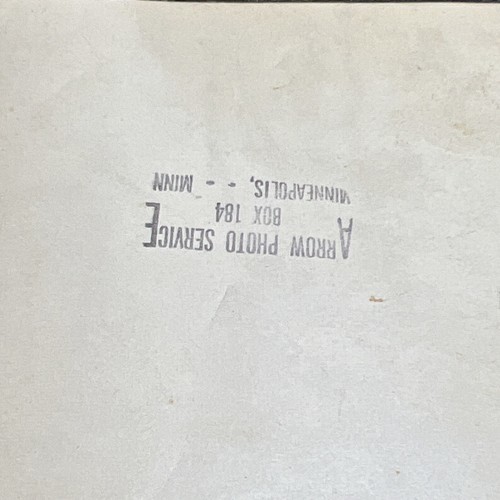 ARROW PHOTO SERVICE
BOX 184
MINNEAPOLIS, - - MINN